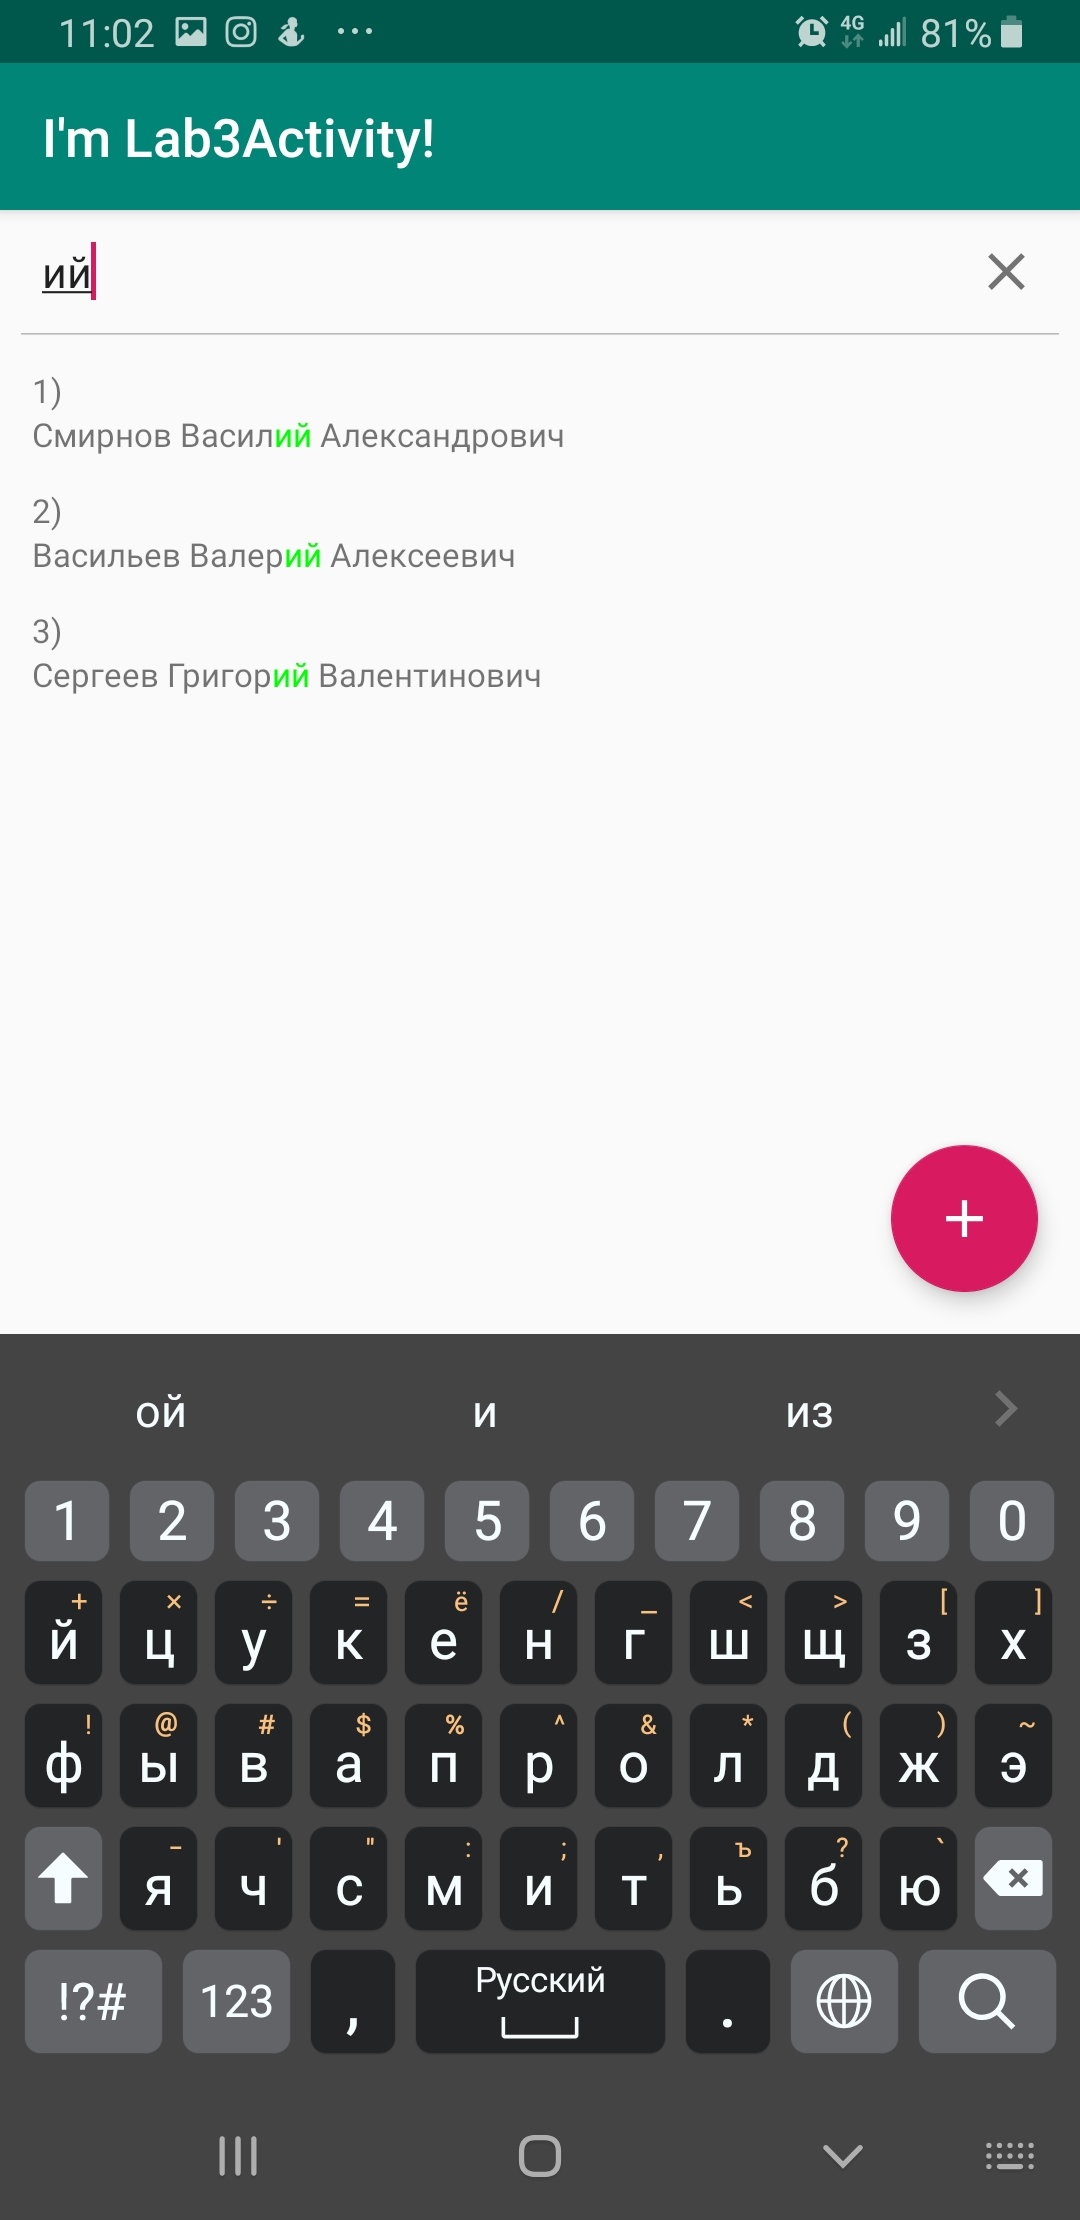 11:02 4G 81%
I'm Lab3Activity!
ий
1)
Смирнов Василий Александрович
2)
Васильев Валерий Алексеевич
3)
Сергеев Григорий Валентинович
+
ой и из
1 2 3 4 5 6 7 8 9 0
+ × ÷ = ё / _ < > [ ]
й ц у к е н г ш щ з х
! @ # $ % ^ & * ( ) ~
ф ы в а п р о л д ж э
- ' " : ; , ъ ? `
я ч с м и т ь б ю
!?# 123 , Русский .